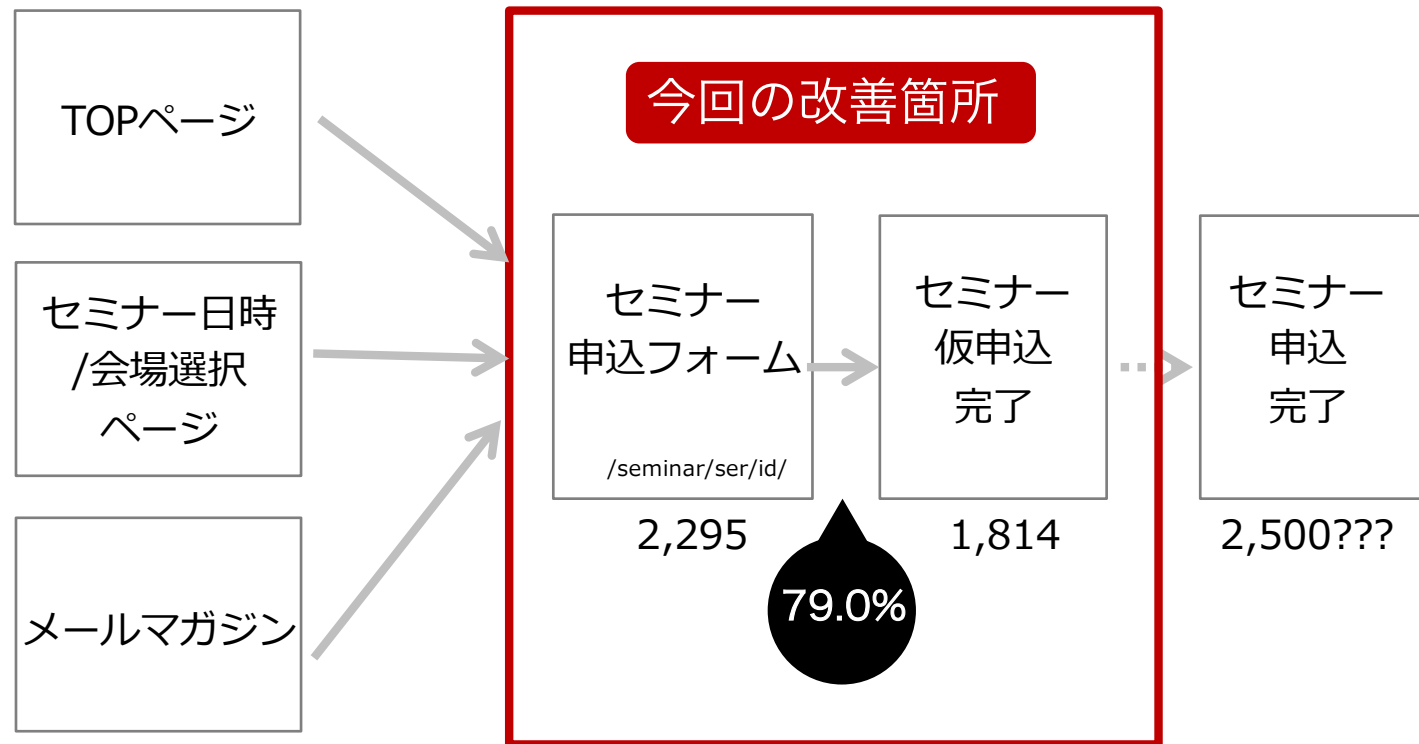 TOPページ
セミナー日時
/会場選択
ページ
メールマガジン
今回の改善箇所
セミナー
申込フォーム
/seminar/ser/id/
2,295
79.0%
セミナー
仮申込
完了
1,814
セミナー
申込
完了
2,500???